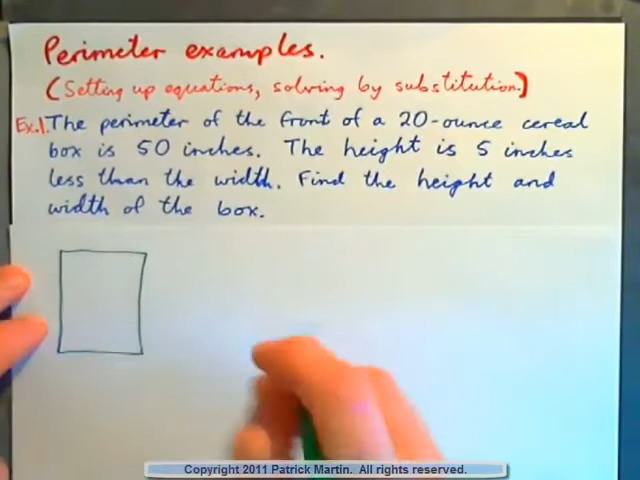 Perimeter examples.
(Setting up equations, solving by substitution.)
Ex.1. The perimeter of the front of a 20-ounce cereal
box is 50 inches. The height is 5 inches
less than the width. Find the height and
width of the box.
Copyright 2011 Patrick Martin. All rights reserved.